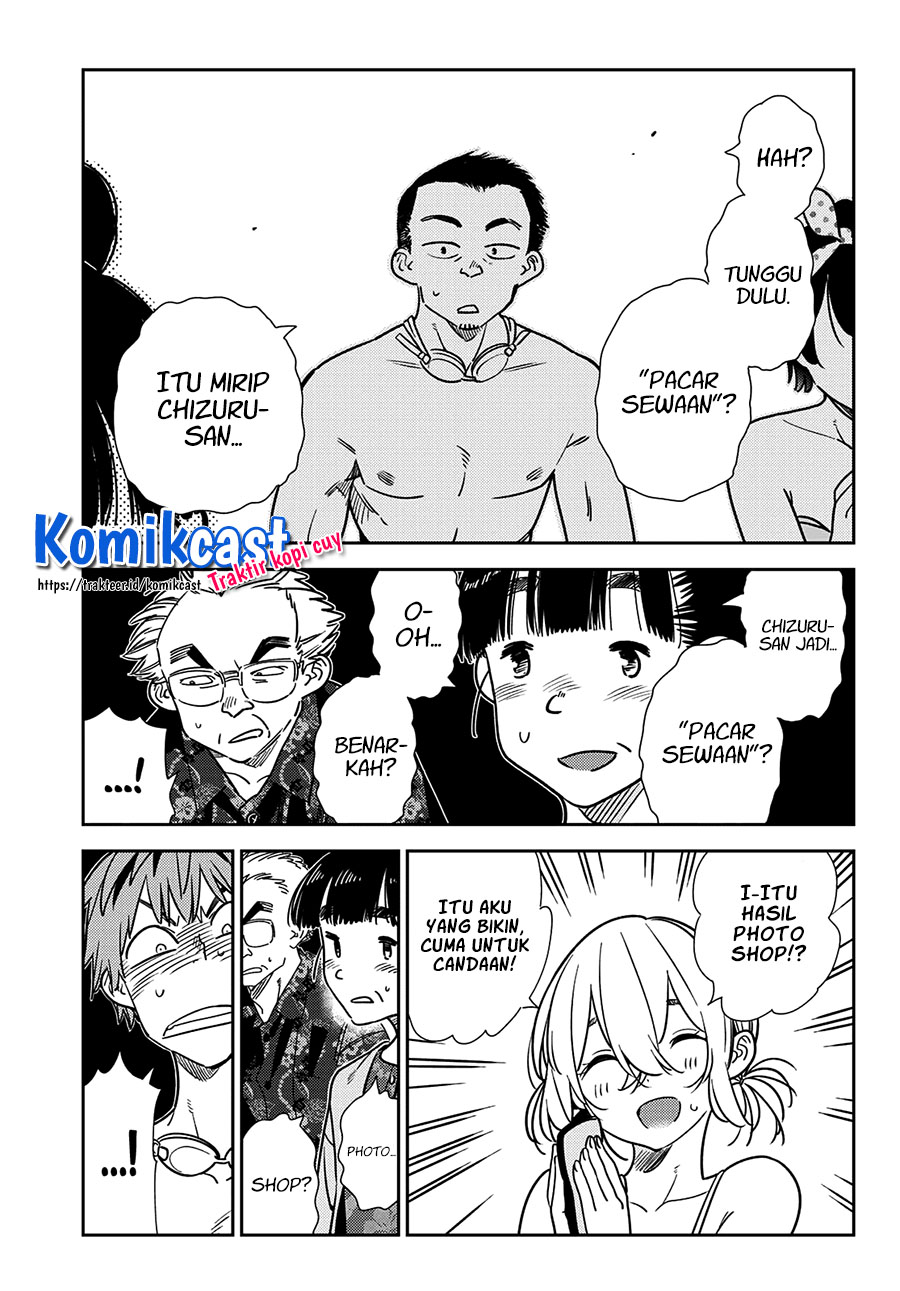 HAH?
TUNGGU
DULU.
"PACAR
SEWAAN"?
ITU MIRIP
CHIZURU-
SAN...
Komikcast
Traktir kopi cuy
https://trakteer.id/komikcast
CHIZURU-
SAN JADI...
"PACAR
SEWAAN"?
O-
OH...
BENAR-
KAH?
....!
I-ITU
HASIL
PHOTO
SHOP!?
ITU AKU
YANG BIKIN,
CUMA UNTUK
CANDAAN!
PHOTO...
SHOP?
!!
....!